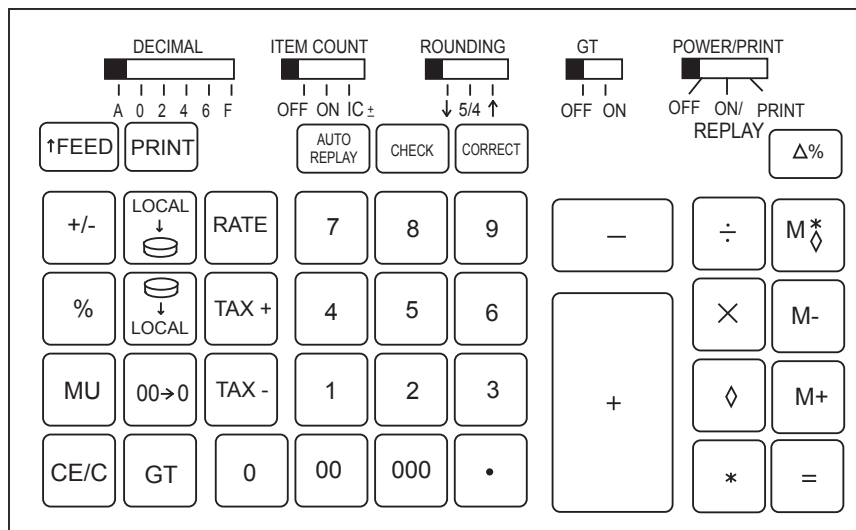 DECIMAL ITEM COUNT ROUNDING GT POWER/PRINT
A 0 2 4 6 F OFF ON IC ± ↓ 5/4 ↑ OFF ON OFF ON/ PRINT
REPLAY
↑FEED PRINT AUTO REPLAY CHECK CORRECT Δ%
+/- LOCAL ↓ RATE 7 8 9 — ÷ M*◊
% ↓ LOCAL TAX + 4 5 6 × M-
MU 00→0 TAX - 1 2 3 + ◊ M+
CE/C GT 0 00 000 • * =